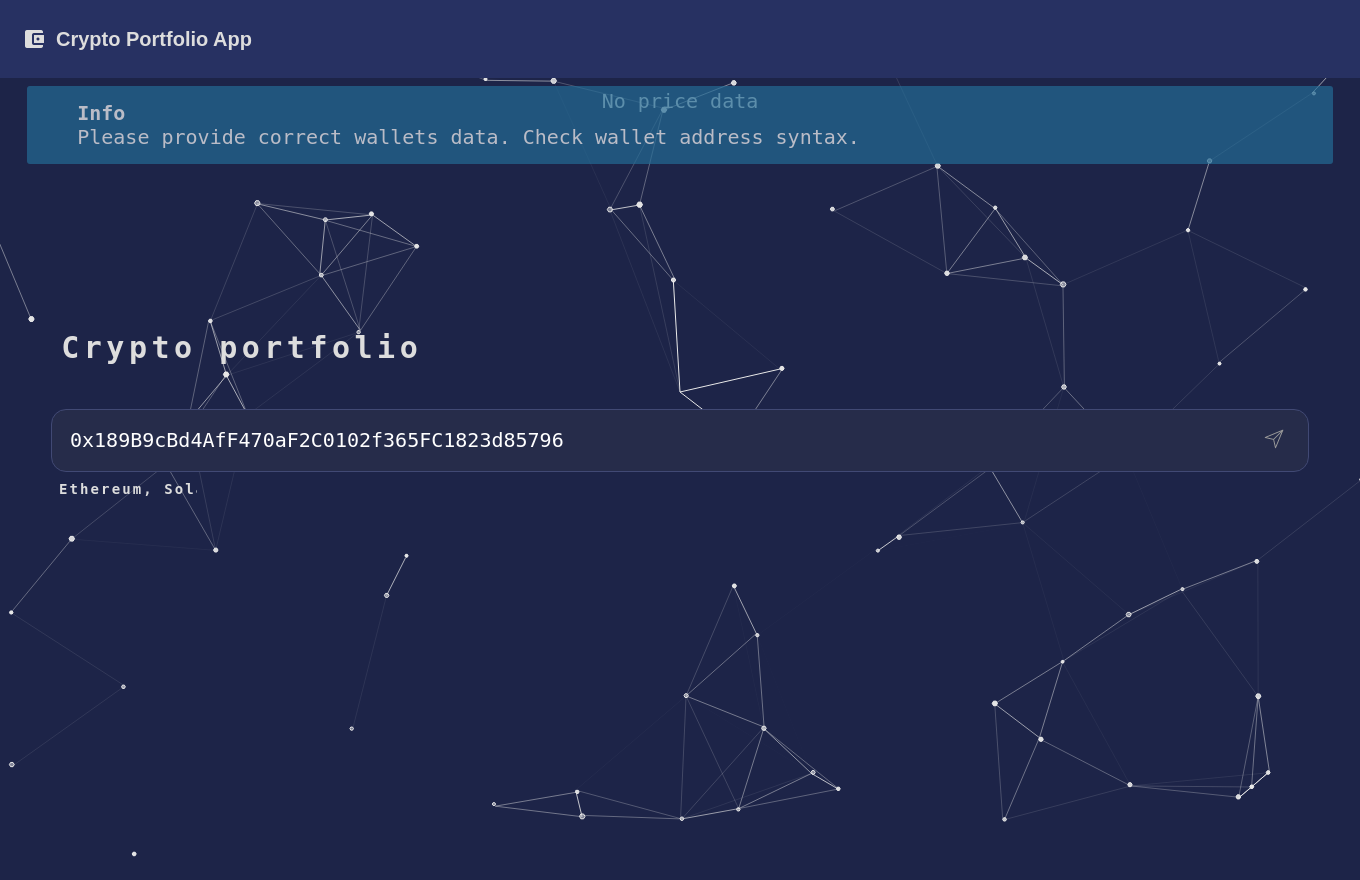 Crypto Portfolio App
No price data
Info
Please provide correct wallets data. Check wallet address syntax.
Crypto portfolio
0x189B9cBd4AfF470aF2C0102f365FC1823d85796
Ethereum, Sol